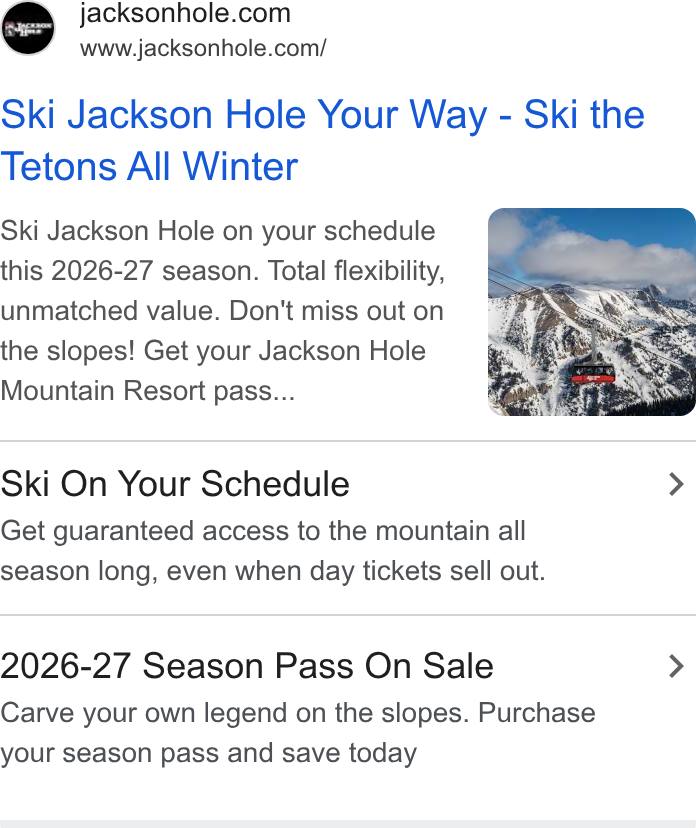 jacksonhole.com
www.jacksonhole.com/
Ski Jackson Hole Your Way - Ski the
Tetons All Winter
Ski Jackson Hole on your schedule
this 2026-27 season. Total flexibility,
unmatched value. Don't miss out on
the slopes! Get your Jackson Hole
Mountain Resort pass...
Ski On Your Schedule
Get guaranteed access to the mountain all
season long, even when day tickets sell out.
2026-27 Season Pass On Sale
Carve your own legend on the slopes. Purchase
your season pass and save today